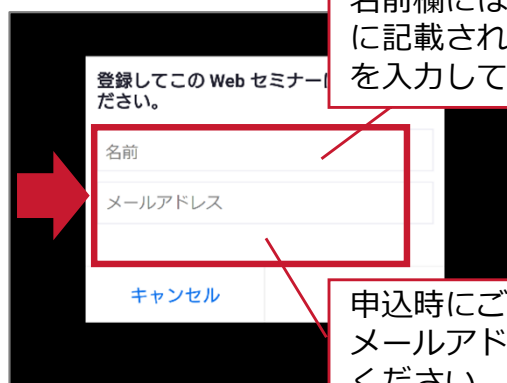 名前欄には
に記載され
を入力して
登録してこの Web セミナー
ださい。
名前
メールアドレス
キャンセル
申込時にご
メールアド
ください